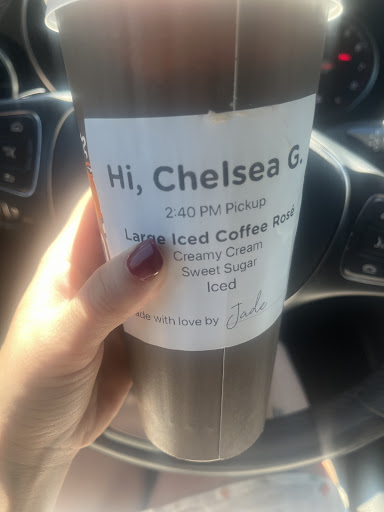 Hi, Chelsea G.
2:40 PM Pickup
Large Iced Coffee Rosé
Creamy Cream
Sweet Sugar
Iced
with love by Jade